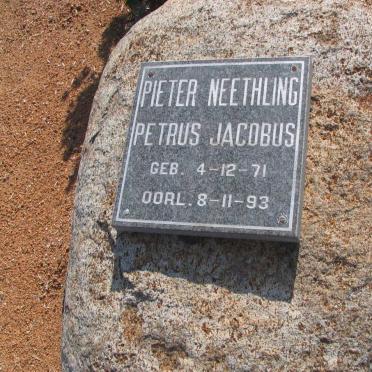 PIETER NEETHLING
PETRUS JACOBUS
GEB. 4-12-71
OORL. 8-11-93